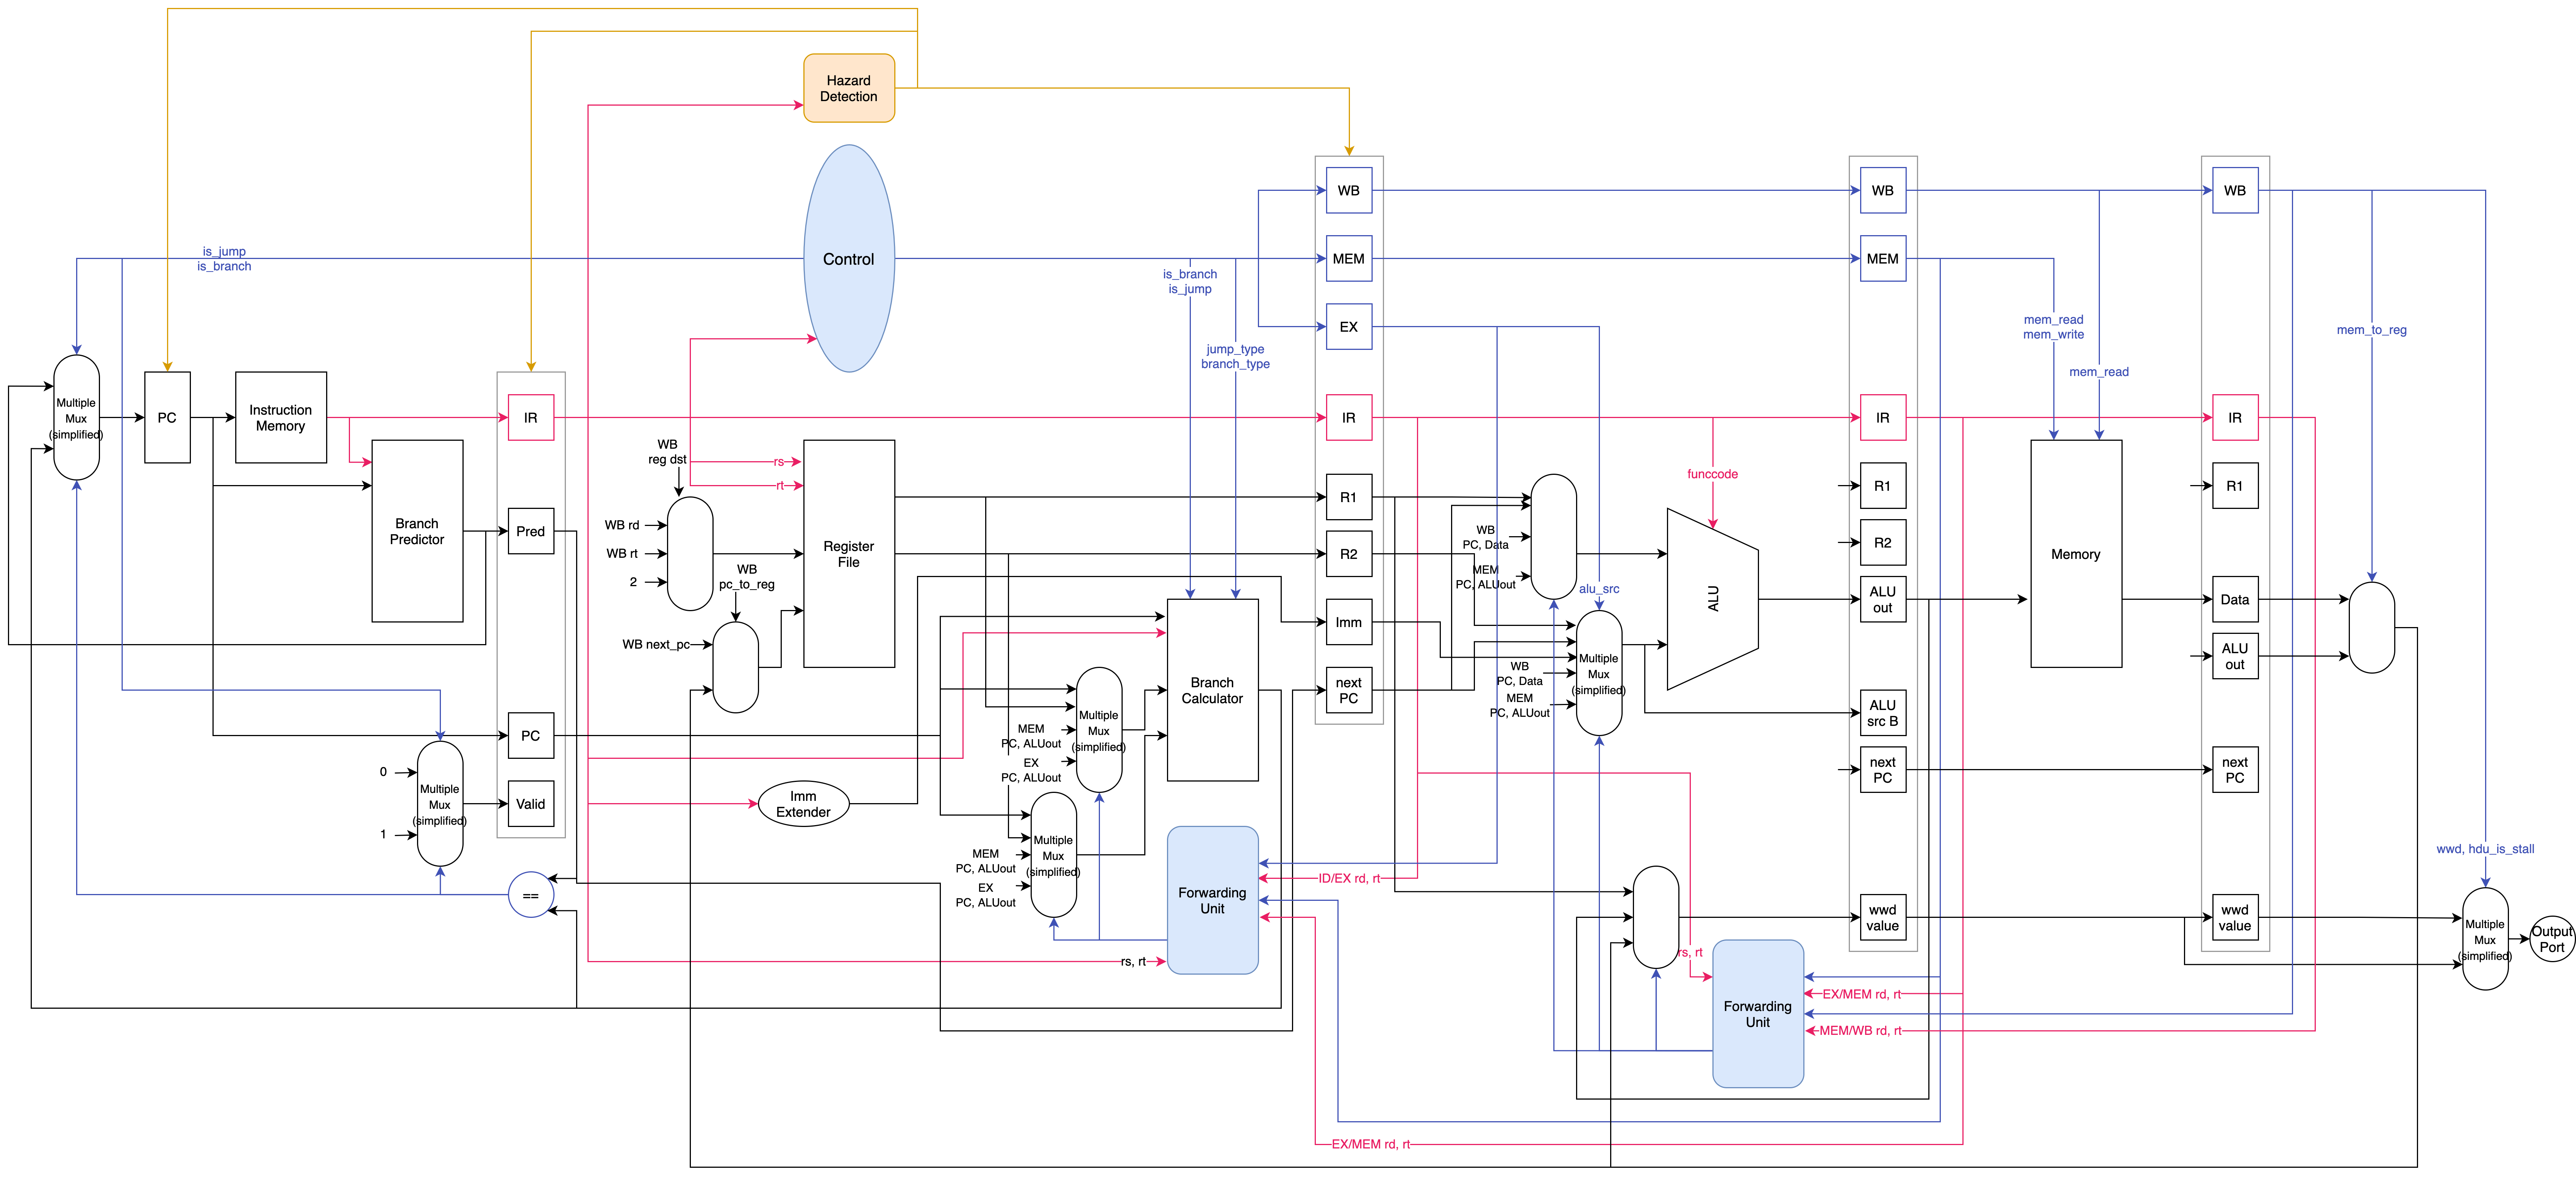 Hazard
Detection
WB
WB
WB
is_jump
is_branch
Control
MEM
MEM
is_branch
is_jump
EX
mem_read
mem_write
mem_to_reg
jump_type
branch_type
mem_read
Multiple
Mux
(simplified)
PC
Instruction
Memory
IR
IR
IR
IR
WB
reg dst
rs
rt
funccode
R1
R1
R1
Branch
Predictor
Pred
WB rd
WB rt
2
Register
File
R2
WB
PC, Data
MEM
PC, ALUout
R2
Memory
WB
pc_to_reg
alu_src
ALU
ALU
out
Data
Imm
WB next_pc
Multiple
Mux
(simplified)
WB
PC, Data
MEM
PC, ALUout
ALU
out
Branch
Calculator
next
PC
ALU
src B
PC
Multiple
Mux
(simplified)
MEM
PC, ALUout
EX
PC, ALUout
next
PC
next
PC
0
1
Multiple
Mux
(simplified)
Valid
Imm
Extender
Multiple
Mux
(simplified)
MEM
PC, ALUout
EX
PC, ALUout
==
Forwarding
Unit
ID/EX rd, rt
rs, rt
wwd
value
wwd
value
wwd, hdu_is_stall
Multiple
Mux
(simplified)
Output
Port
rs, rt
Forwarding
Unit
EX/MEM rd, rt
MEM/WB rd, rt
EX/MEM rd, rt